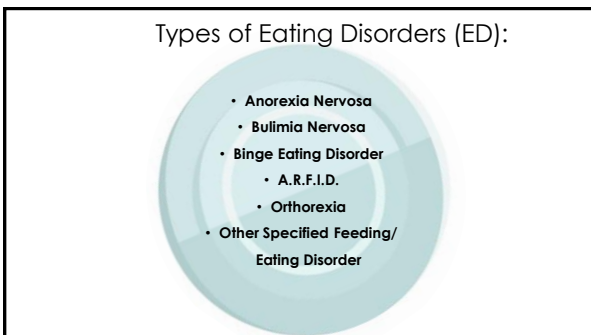 Types of Eating Disorders (ED):
• Anorexia Nervosa
• Bulimia Nervosa
• Binge Eating Disorder
• A.R.F.I.D.
• Orthorexia
• Other Specified Feeding/
Eating Disorder